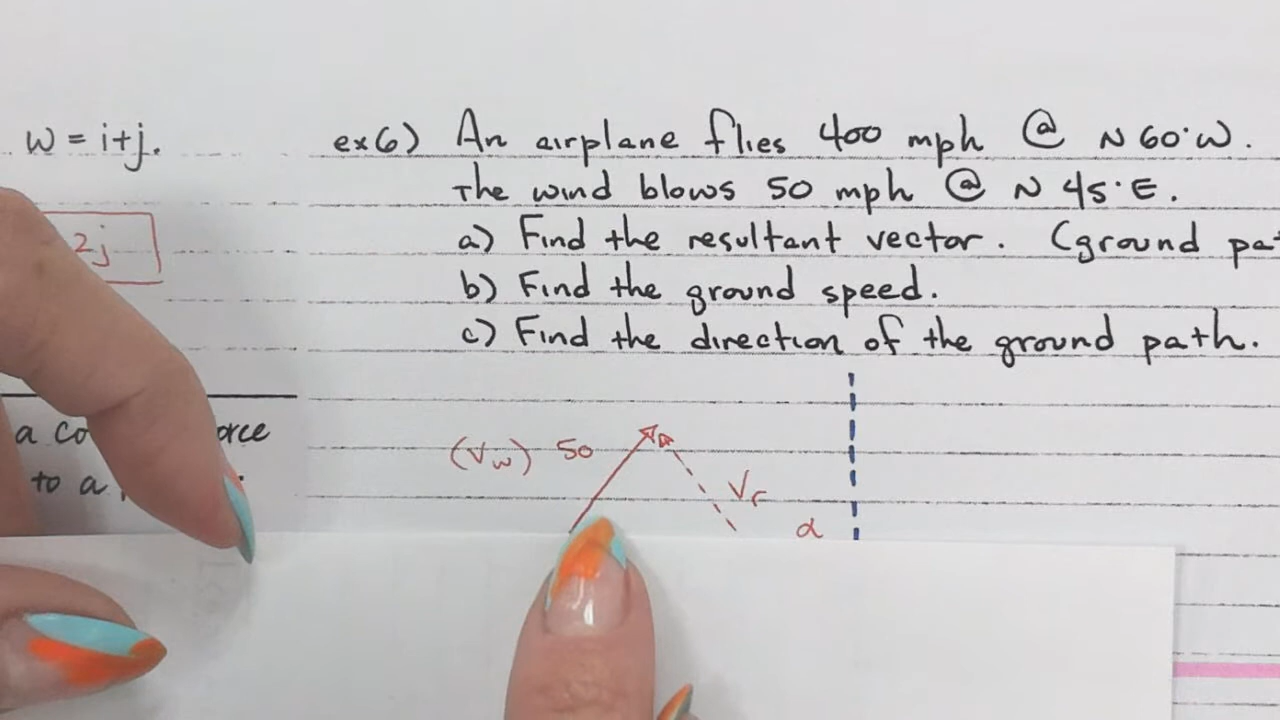 w = i+j.
2j
a co orce
to a
ex6) An airplane flies 400 mph @ N 60° W.
The wind blows 50 mph @ N 45° E.
a) Find the resultant vector. (ground pa
b) Find the ground speed.
c) Find the direction of the ground path.
(Vw) 50
Vr
α